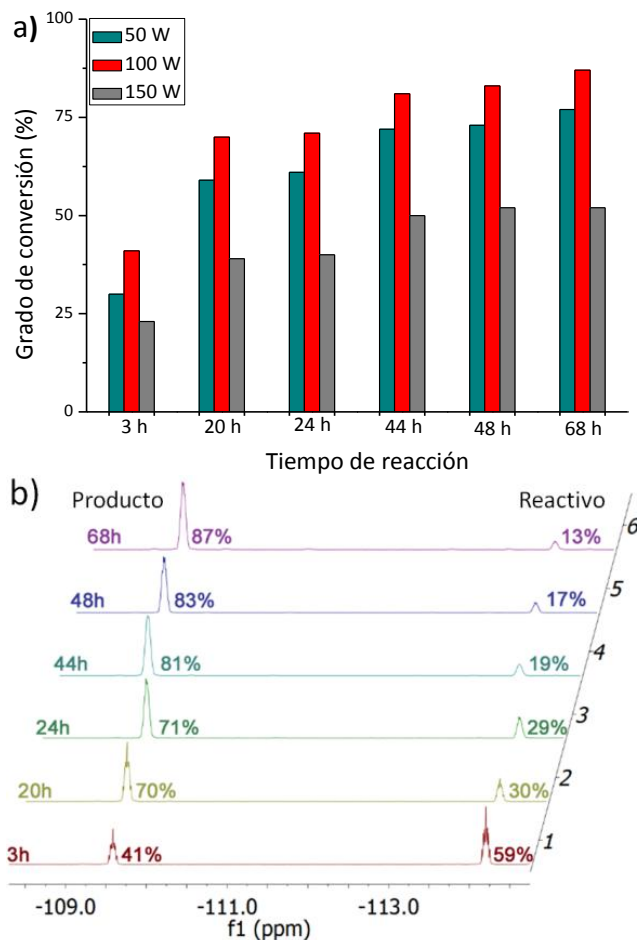 a)
50 W
100 W
150 W
Grado de conversión (%)
100
75
50
25
0
3 h 20 h 24 h 44 h 48 h 68 h
Tiempo de reacción
b)
Producto Reactivo
68h 87% 13% 6
48h 83% 17% 5
44h 81% 19% 4
24h 71% 29% 3
20h 70% 30% 2
3h 41% 59% 1
-109.0 -111.0 -113.0
f1 (ppm)